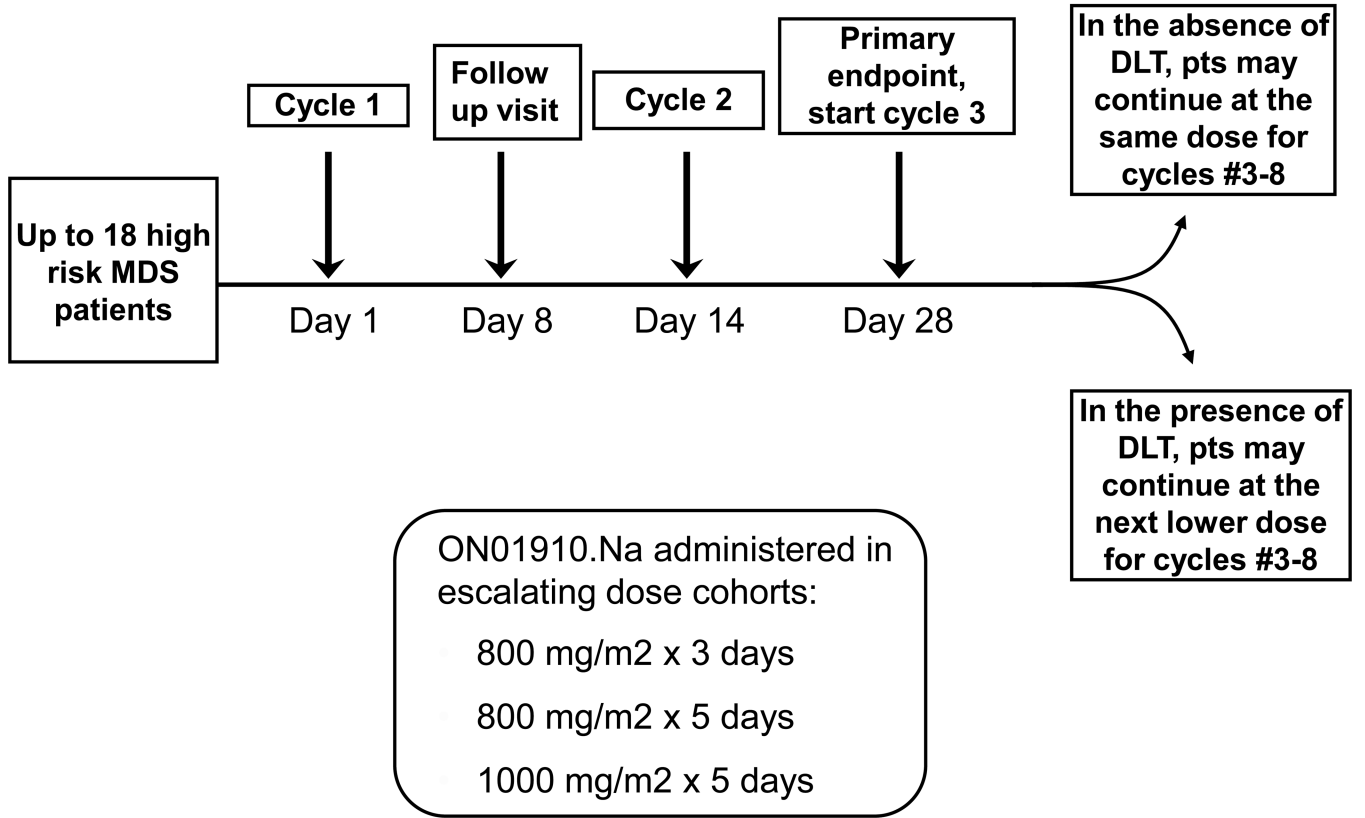 Up to 18 high
risk MDS
patients
Cycle 1
Follow
up visit
Cycle 2
Primary
endpoint,
start cycle 3
Day 1
Day 8
Day 14
Day 28
In the absence of
DLT, pts may
continue at the
same dose for
cycles #3-8
In the presence of
DLT, pts may
continue at the
next lower dose
for cycles #3-8
ON01910.Na administered in
escalating dose cohorts:
800 mg/m2 x 3 days
800 mg/m2 x 5 days
1000 mg/m2 x 5 days